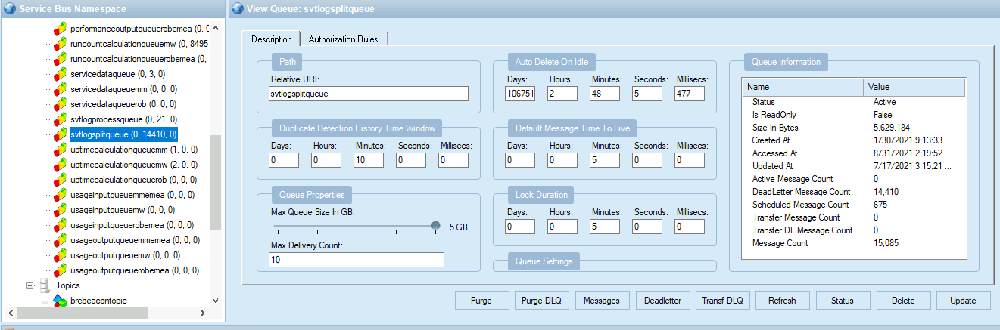 Service Bus Namespace
performanceoutputqueuerobemea (0, 0
runcountcalculationqueuemw (0, 8495
runcountcalculationqueuerobemea (0,
servicedataqueue (0, 3, 0)
servicedataqueuemm (0, 0, 0)
servicedataqueuerob (0, 0, 0)
svtlogprocessqueue (0, 21, 0)
svtlogsplitqueue (0, 14410, 0)
uptimecalculationqueuemm (1, 0, 0)
uptimecalculationqueuemw (2, 0, 0)
uptimecalculationqueuerob (0, 0, 0)
usageinputqueuemmemea (0, 0, 0)
usageinputqueuemw (0, 0, 0)
usageinputqueuerobemea (0, 0, 0)
usageoutputqueuemmemea (0, 0, 0)
usageoutputqueuemw (0, 0, 0)
usageoutputqueuerobemea (0, 0, 0)
Topics
brebeacontopic
View Queue: svtlogsplitqueue
Description Authorization Rules
Path
Relative URI:
svtlogsplitqueue
Duplicate Detection History Time Window
Days: Hours: Minutes: Seconds: Millisecs:
0 0 10 0 0
Queue Properties
Max Queue Size In GB:
5 GB
Max Delivery Count:
10
Auto Delete On Idle
Days: Hours: Minutes: Seconds: Millisecs:
106751 2 48 5 477
Default Message Time To Live
Days: Hours: Minutes: Seconds: Millisecs:
0 0 5 0 0
Lock Duration
Days: Hours: Minutes: Seconds: Millisecs:
0 0 5 0 0
Queue Settings
Queue Information
Name Value
Status Active
Is ReadOnly False
Size In Bytes 5,629,184
Created At 1/30/2021 9:13:33 ...
Accessed At 8/31/2021 2:19:52 ...
Updated At 7/17/2021 3:15:21 ...
Active Message Count 0
DeadLetter Message Count 14,410
Scheduled Message Count 675
Transfer Message Count 0
Transfer DL Message Count 0
Message Count 15,085
Purge Purge DLQ Messages Deadletter Transf DLQ Refresh Status Delete Update